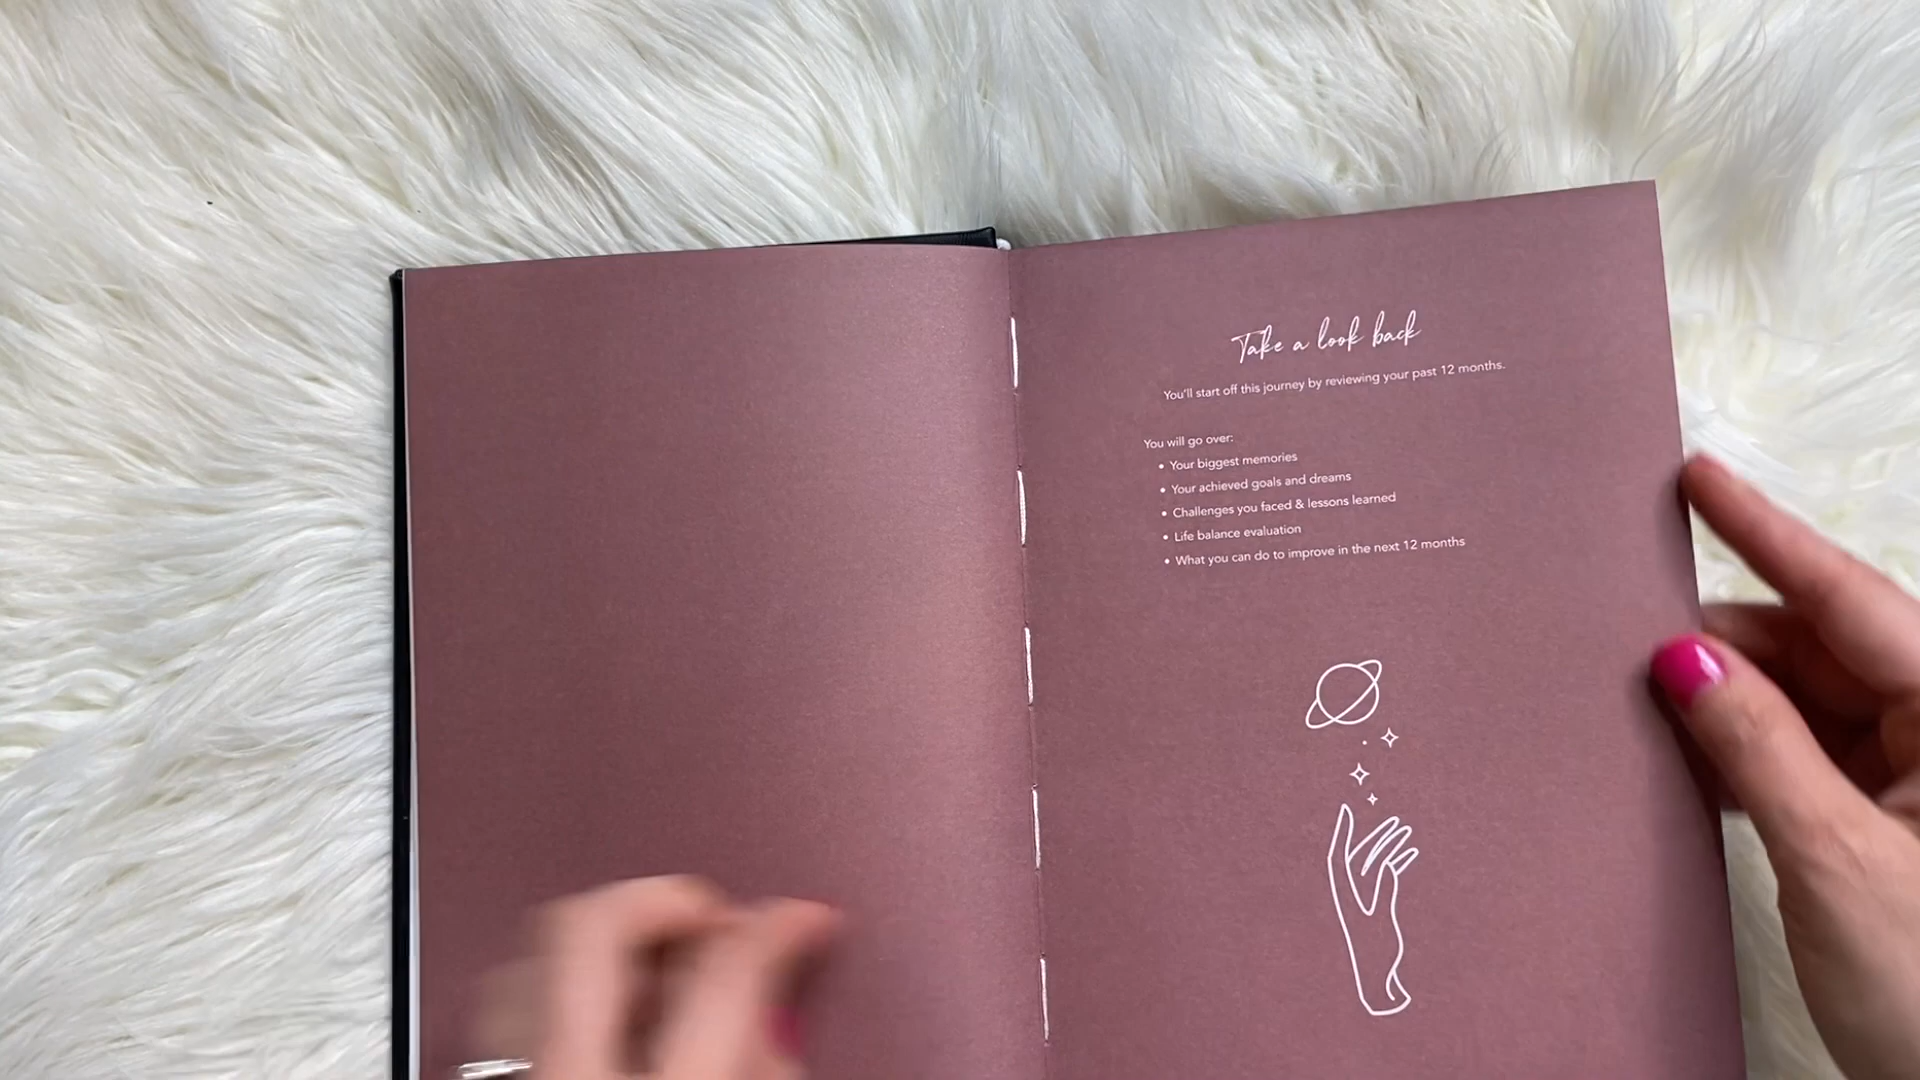 Take a look back
You'll start off this journey by reviewing your past 12 months.
You will go over:
• Your biggest memories
• Your achieved goals and dreams
• Challenges you faced & lessons learned
• Life balance evaluation
• What you can do to improve in the next 12 months